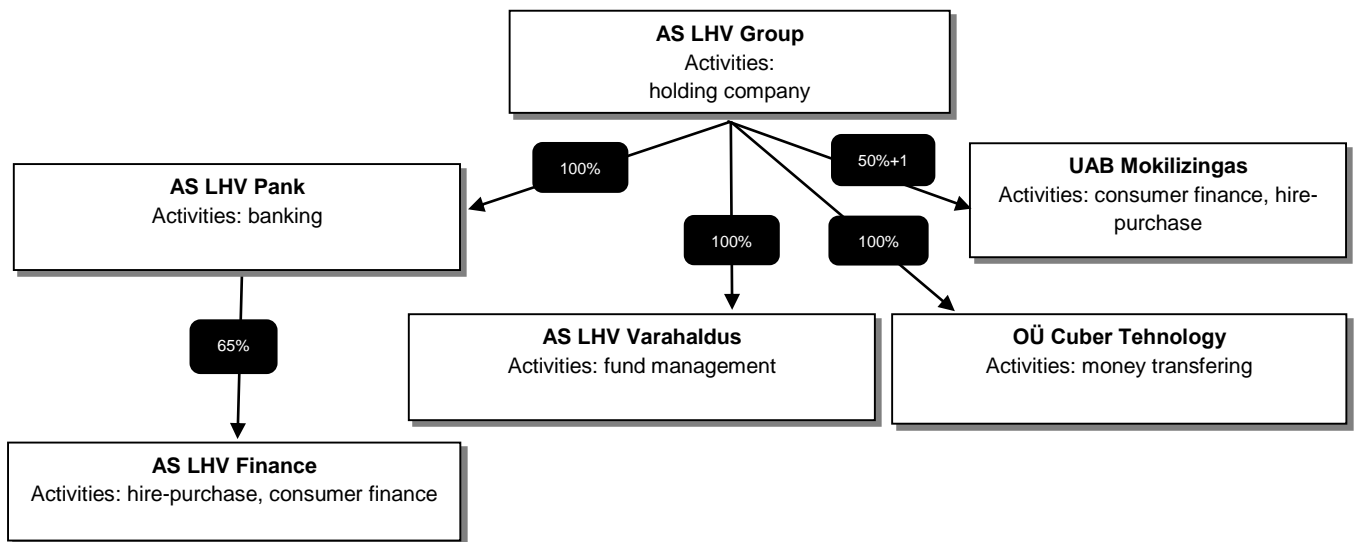 AS LHV Group
Activities:
holding company
100%
50%+1
AS LHV Pank
Activities: banking
UAB Mokilizingas
Activities: consumer finance, hire-
purchase
100%
100%
65%
AS LHV Varahaldus
Activities: fund management
OÜ Cuber Tehnology
Activities: money transfering
AS LHV Finance
Activities: hire-purchase, consumer finance